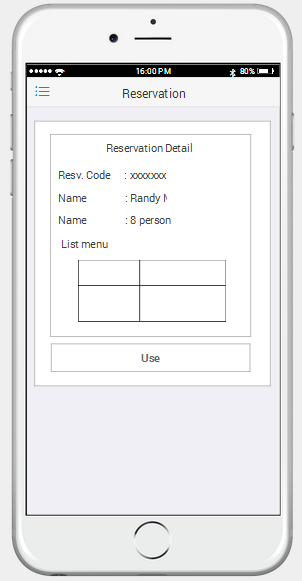 16:00 PM 80%
Reservation
Reservation Detail
Resv. Code : xxxxxxx
Name : Randy
Name : 8 person
List menu
Use